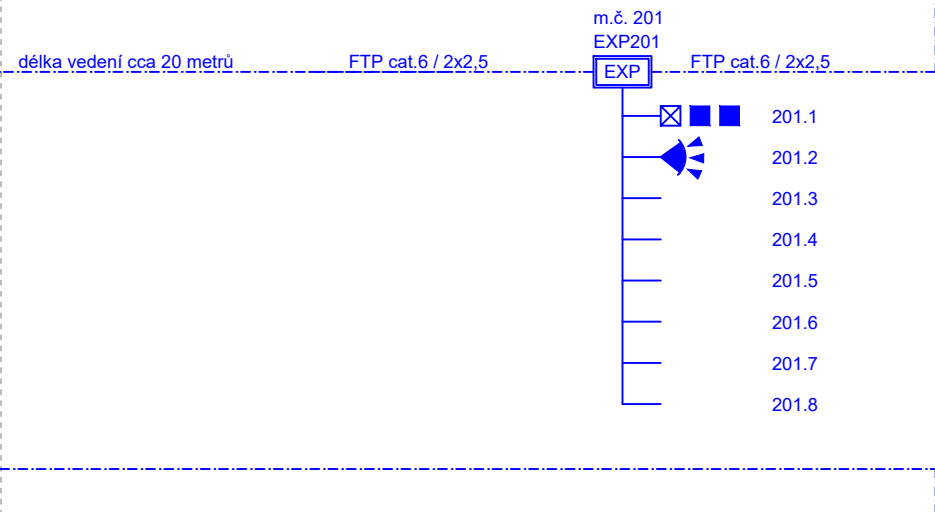 m.č. 201
EXP201
délka vedení cca 20 metrů
FTP cat.6 / 2x2,5
EXP
FTP cat.6 / 2x2,5
201.1
201.2
201.3
201.4
201.5
201.6
201.7
201.8